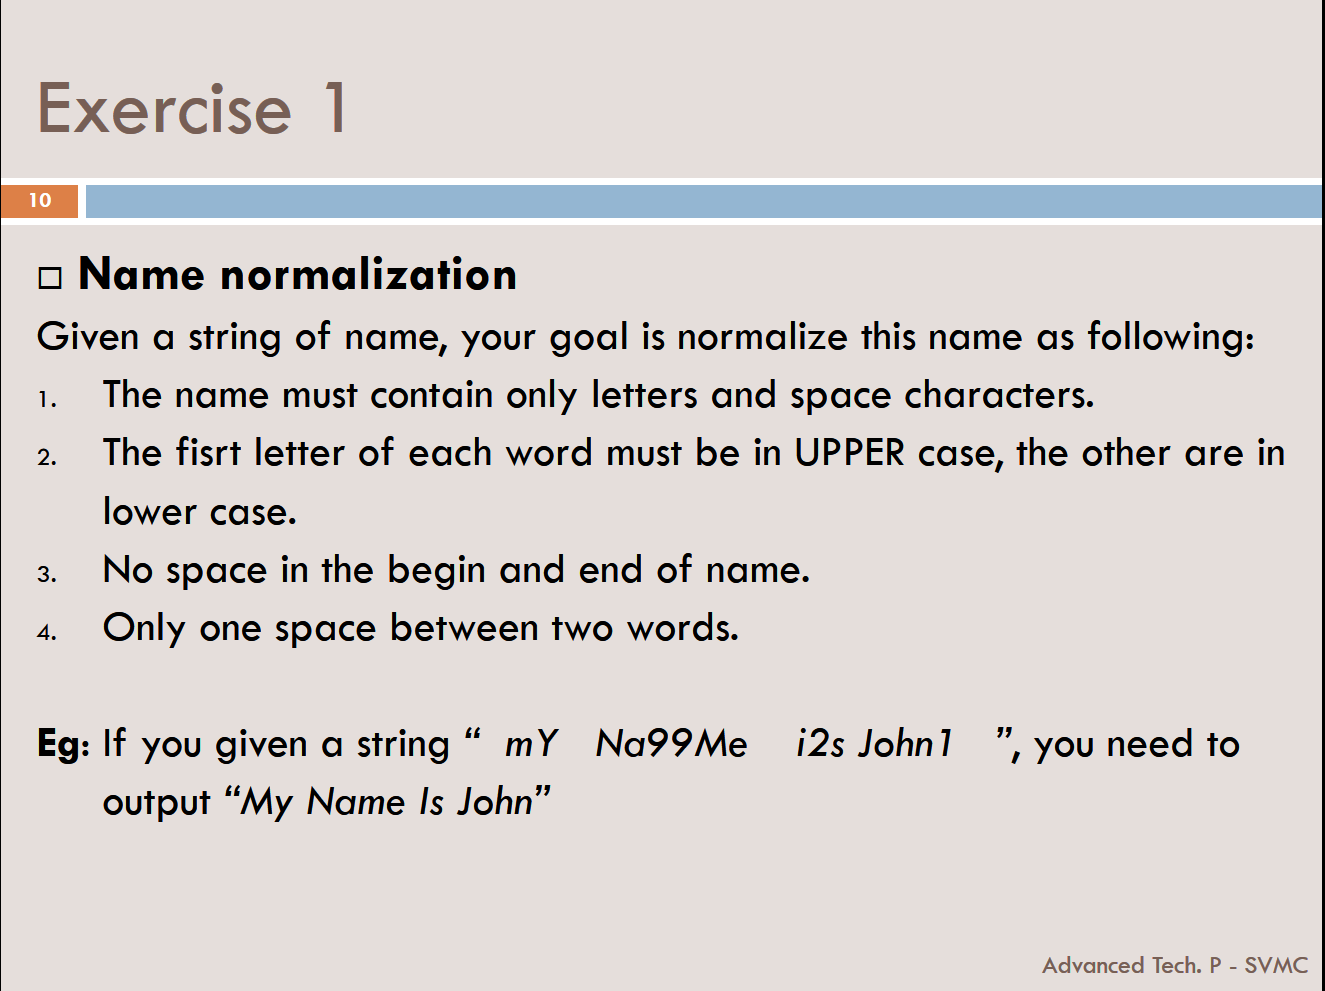 Exercise 1
10
Name normalization
Given a string of name, your goal is normalize this name as following:
1. The name must contain only letters and space characters.
2. The fisrt letter of each word must be in UPPER case, the other are in
lower case.
3. No space in the begin and end of name.
4. Only one space between two words.
Eg: If you given a string “  mY   Na99Me    i2s John1   ”, you need to
output “My Name Is John”
Advanced Tech. P - SVMC